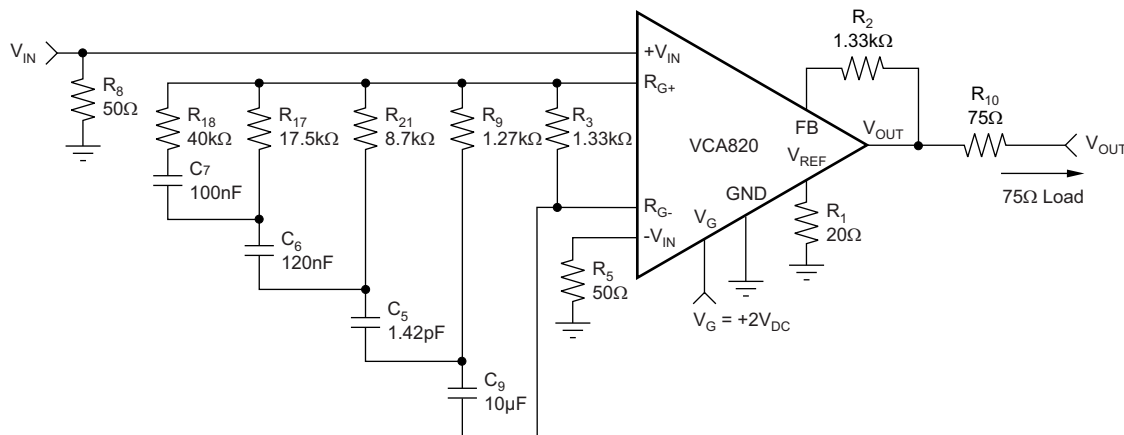 V_IN
R_8
50Ω
R_18
40kΩ
C_7
100nF
R_17
17.5kΩ
C_6
120nF
R_21
8.7kΩ
C_5
1.42pF
R_9
1.27kΩ
C_9
10µF
R_3
1.33kΩ
R_5
50Ω
+V_IN
R_G+
R_G-
-V_IN
VCA820
FB
V_OUT
V_REF
GND
V_G
V_G = +2V_DC
R_1
20Ω
R_2
1.33kΩ
R_10
75Ω
V_OUT
75Ω Load